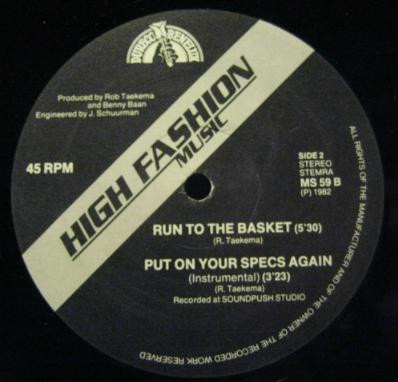 DURECO BENELUX
HIGH FASHION
MUSIC
Produced by Rob Taekema
and Benny Baan
Engineered by J. Schuurman
45 RPM
SIDE 2
STEREO
STEMRA
MS 59 B
(P) 1982
RUN TO THE BASKET (5'30)
(R. Taekema)
PUT ON YOUR SPECS AGAIN
(Instrumental) (3'23)
(R. Taekema)
Recorded at SOUNDPUSH STUDIO
ALL RIGHTS OF THE MANUFACTURER AND OF THE OWNER OF THE RECORDED WORK RESERVED